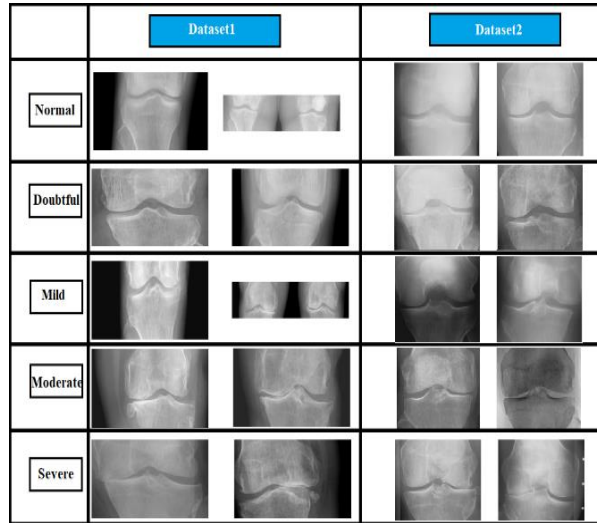 Dataset1
Dataset2
Normal
Doubtful
Mild
Moderate
Severe